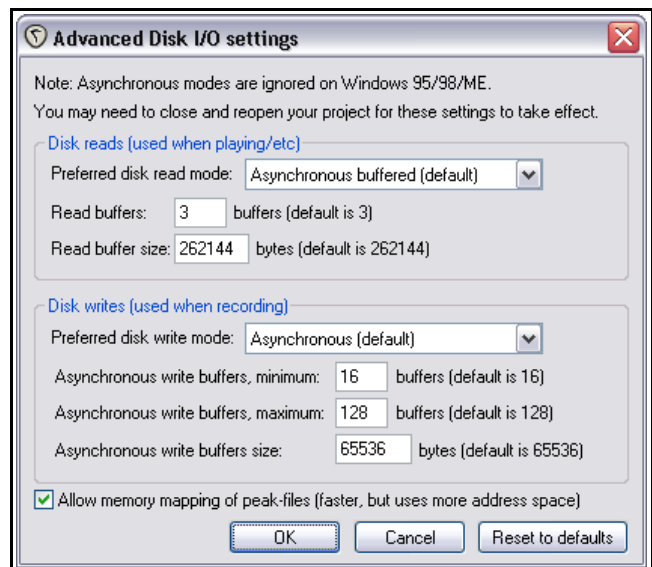 Advanced Disk I/O settings
Note: Asynchronous modes are ignored on Windows 95/98/ME.
You may need to close and reopen your project for these settings to take effect.
Disk reads (used when playing/etc)
Preferred disk read mode: Asynchronous buffered (default)
Read buffers: 3 buffers (default is 3)
Read buffer size: 262144 bytes (default is 262144)
Disk writes (used when recording)
Preferred disk write mode: Asynchronous (default)
Asynchronous write buffers, minimum: 16 buffers (default is 16)
Asynchronous write buffers, maximum: 128 buffers (default is 128)
Asynchronous write buffers size: 65536 bytes (default is 65536)
Allow memory mapping of peak-files (faster, but uses more address space)
OK Cancel Reset to defaults